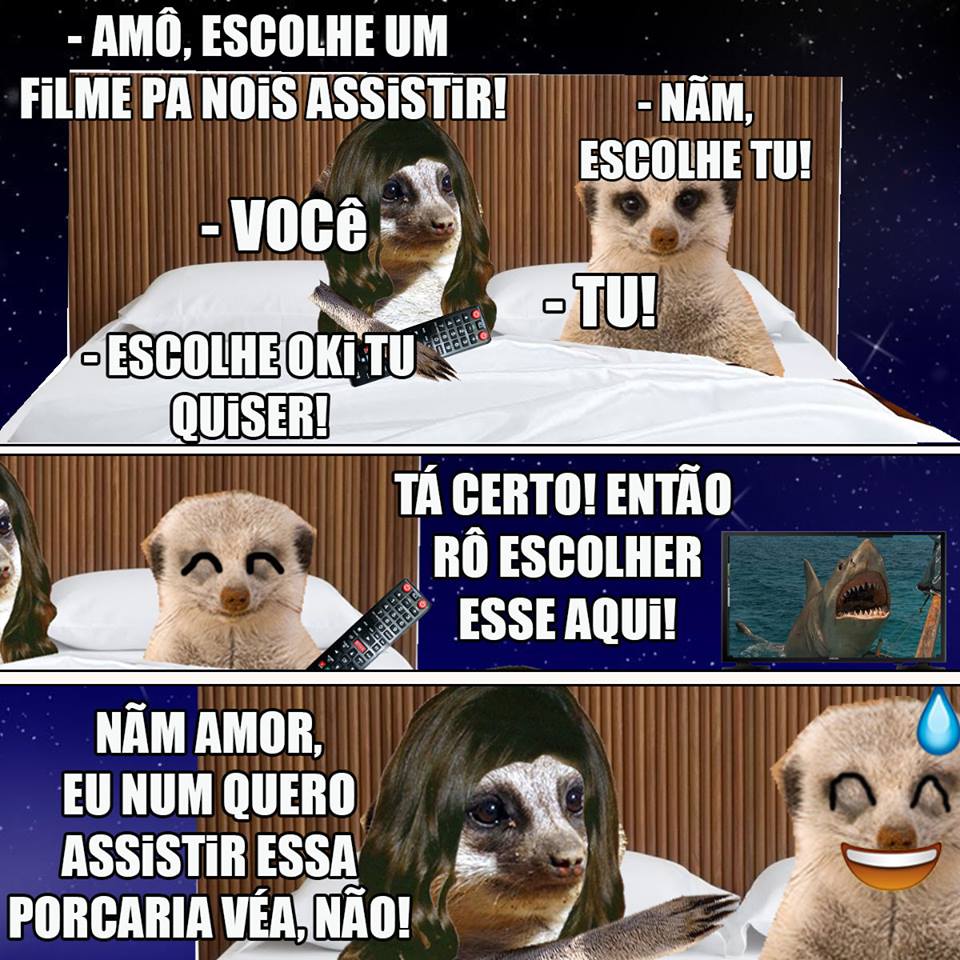 - AMÔ, ESCOLHE UM
FiLME PA NOiS ASSiSTiR!
- NÃM,
ESCOLHE TU!
- VOCê
- TU!
- ESCOLHE OKi TU
QUiSER!
TÁ CERTO! ENTÃO
RÔ ESCOLHER
ESSE AQUi!
NÃM AMOR,
EU NUM QUERO
ASSiSTiR ESSA
PORCARIA VÉA, NÃO!